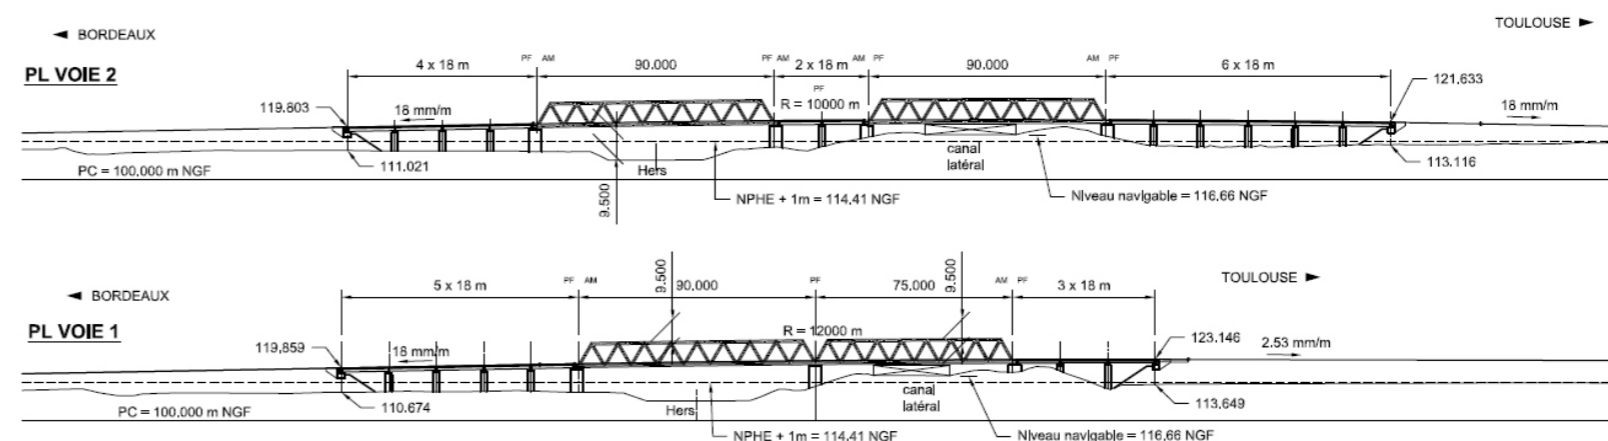 BORDEAUX
TOULOUSE
PL VOIE 2
4 x 18 m
PF AM
90.000
PF AM
2 x 18 m
AM PF
90.000
AM PF
6 x 18 m
PF
R = 10000 m
119.803
18 mm/m
121.633
18 mm/m
111.021
Hers
canal
latéral
113.116
PC = 100.000 m NGF
9.500
NPHE + 1m = 114.41 NGF
Niveau navigable = 116.66 NGF
BORDEAUX
TOULOUSE
PL VOIE 1
5 x 18 m
PF AM
9.500
90.000
PF
75.000
9.500
AM PF
3 x 18 m
R = 12000 m
119.859
18 mm/m
123.146
2.53 mm/m
110.674
PC = 100.000 m NGF
Hers
canal
latéral
113.649
NPHE + 1m = 114.41 NGF
Niveau navigable = 116.66 NGF